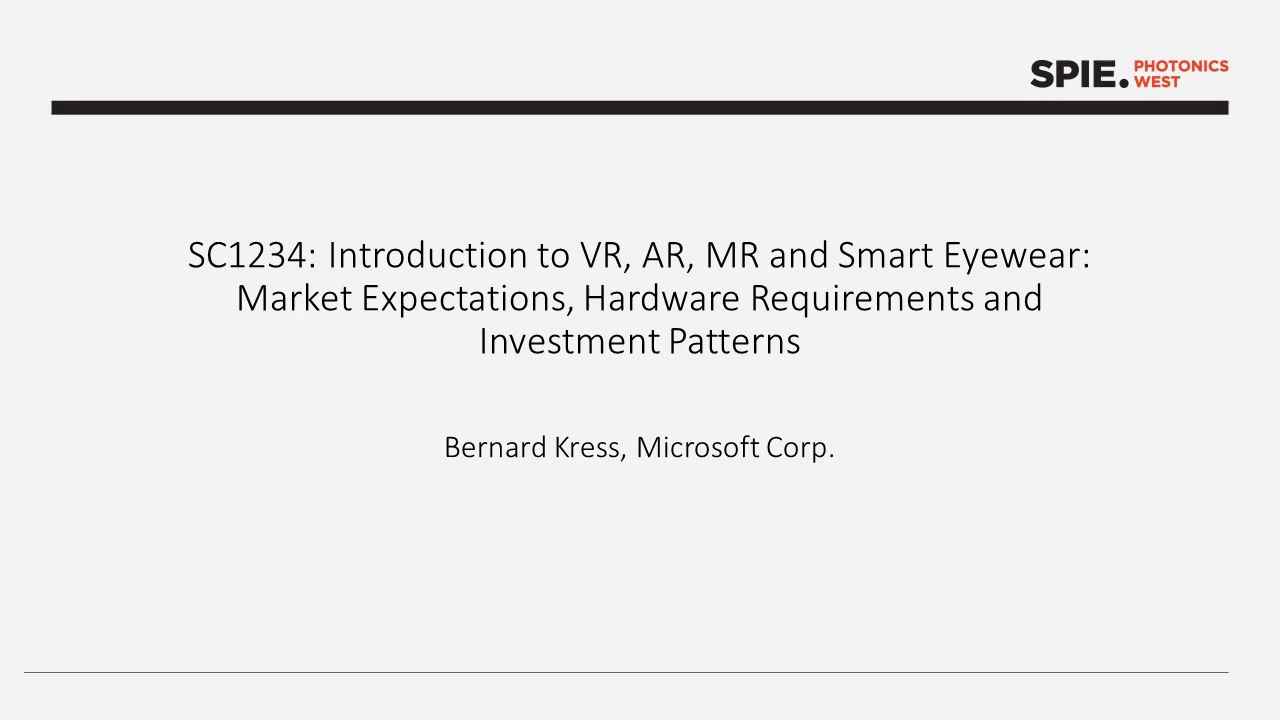 SPIE. PHOTONICS
WEST
SC1234: Introduction to VR, AR, MR and Smart Eyewear:
Market Expectations, Hardware Requirements and
Investment Patterns
Bernard Kress, Microsoft Corp.